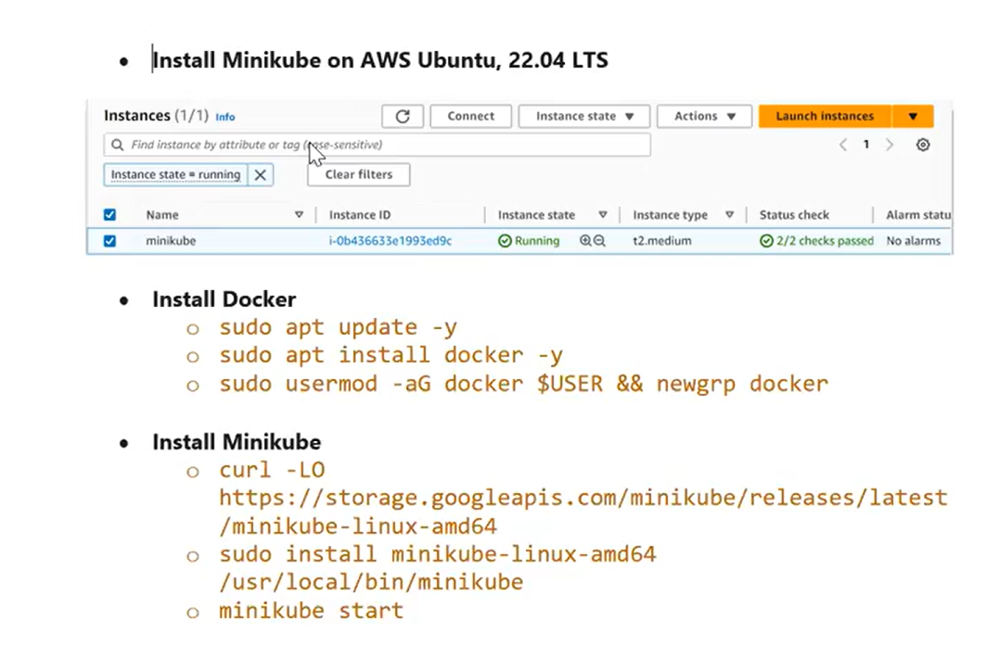 • Install Minikube on AWS Ubuntu, 22.04 LTS
Instances (1/1) Info Connect Instance state Actions Launch instances
Find instance by attribute or tag (case-sensitive) 1
Instance state = running Clear filters
Name Instance ID Instance state Instance type Status check Alarm statu
minikube i-0b436633e1993ed9c Running t2.medium 2/2 checks passed No alarms
• Install Docker
o sudo apt update -y
o sudo apt install docker -y
o sudo usermod -aG docker $USER && newgrp docker
• Install Minikube
o curl -LO
https://storage.googleapis.com/minikube/releases/latest
/minikube-linux-amd64
o sudo install minikube-linux-amd64
/usr/local/bin/minikube
o minikube start